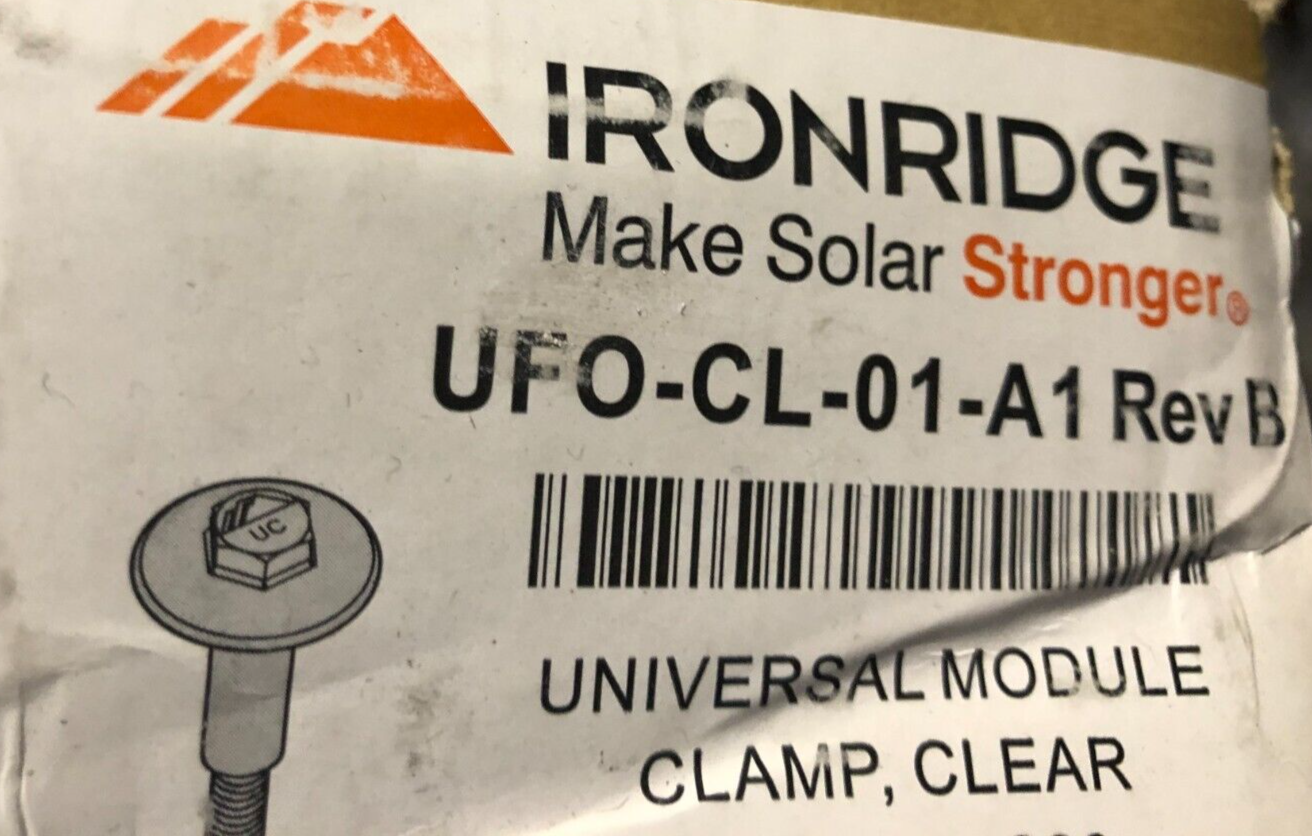 IRONRIDGE
Make Solar Stronger®
UFO-CL-01-A1 Rev B
UC
UNIVERSAL MODULE
CLAMP, CLEAR